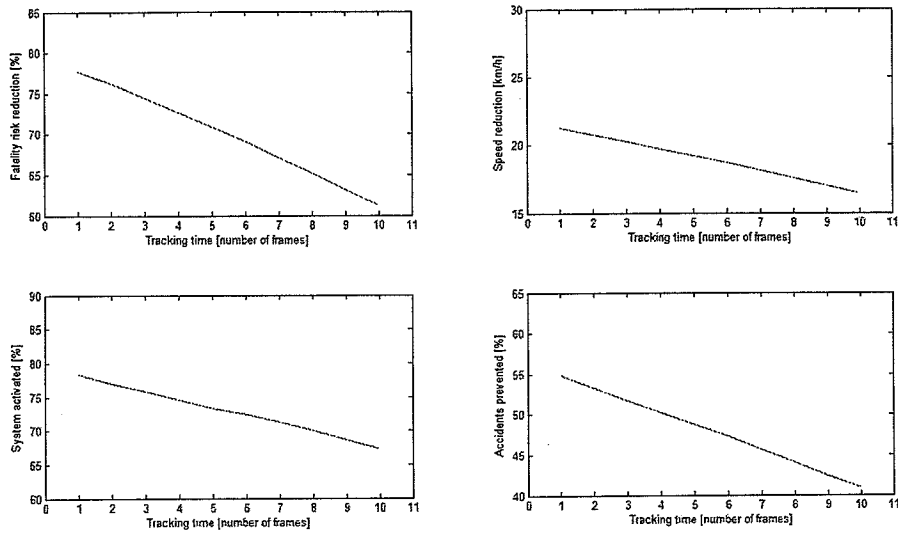 Fatality risk reduction [%]
85
80
75
70
65
60
0 1 2 3 4 5 6 7 8 9 10 11
Tracking time [number of frames]
Speed reduction [km/h]
30
25
20
15
0 1 2 3 4 5 6 7 8 9 10 11
Tracking time [number of frames]
System activated [%]
90
85
80
75
70
65
60
0 1 2 3 4 5 6 7 8 9 10 11
Tracking time [number of frames]
Accidents prevented [%]
65
60
55
50
45
40
0 1 2 3 4 5 6 7 8 9 10 11
Tracking time [number of frames]